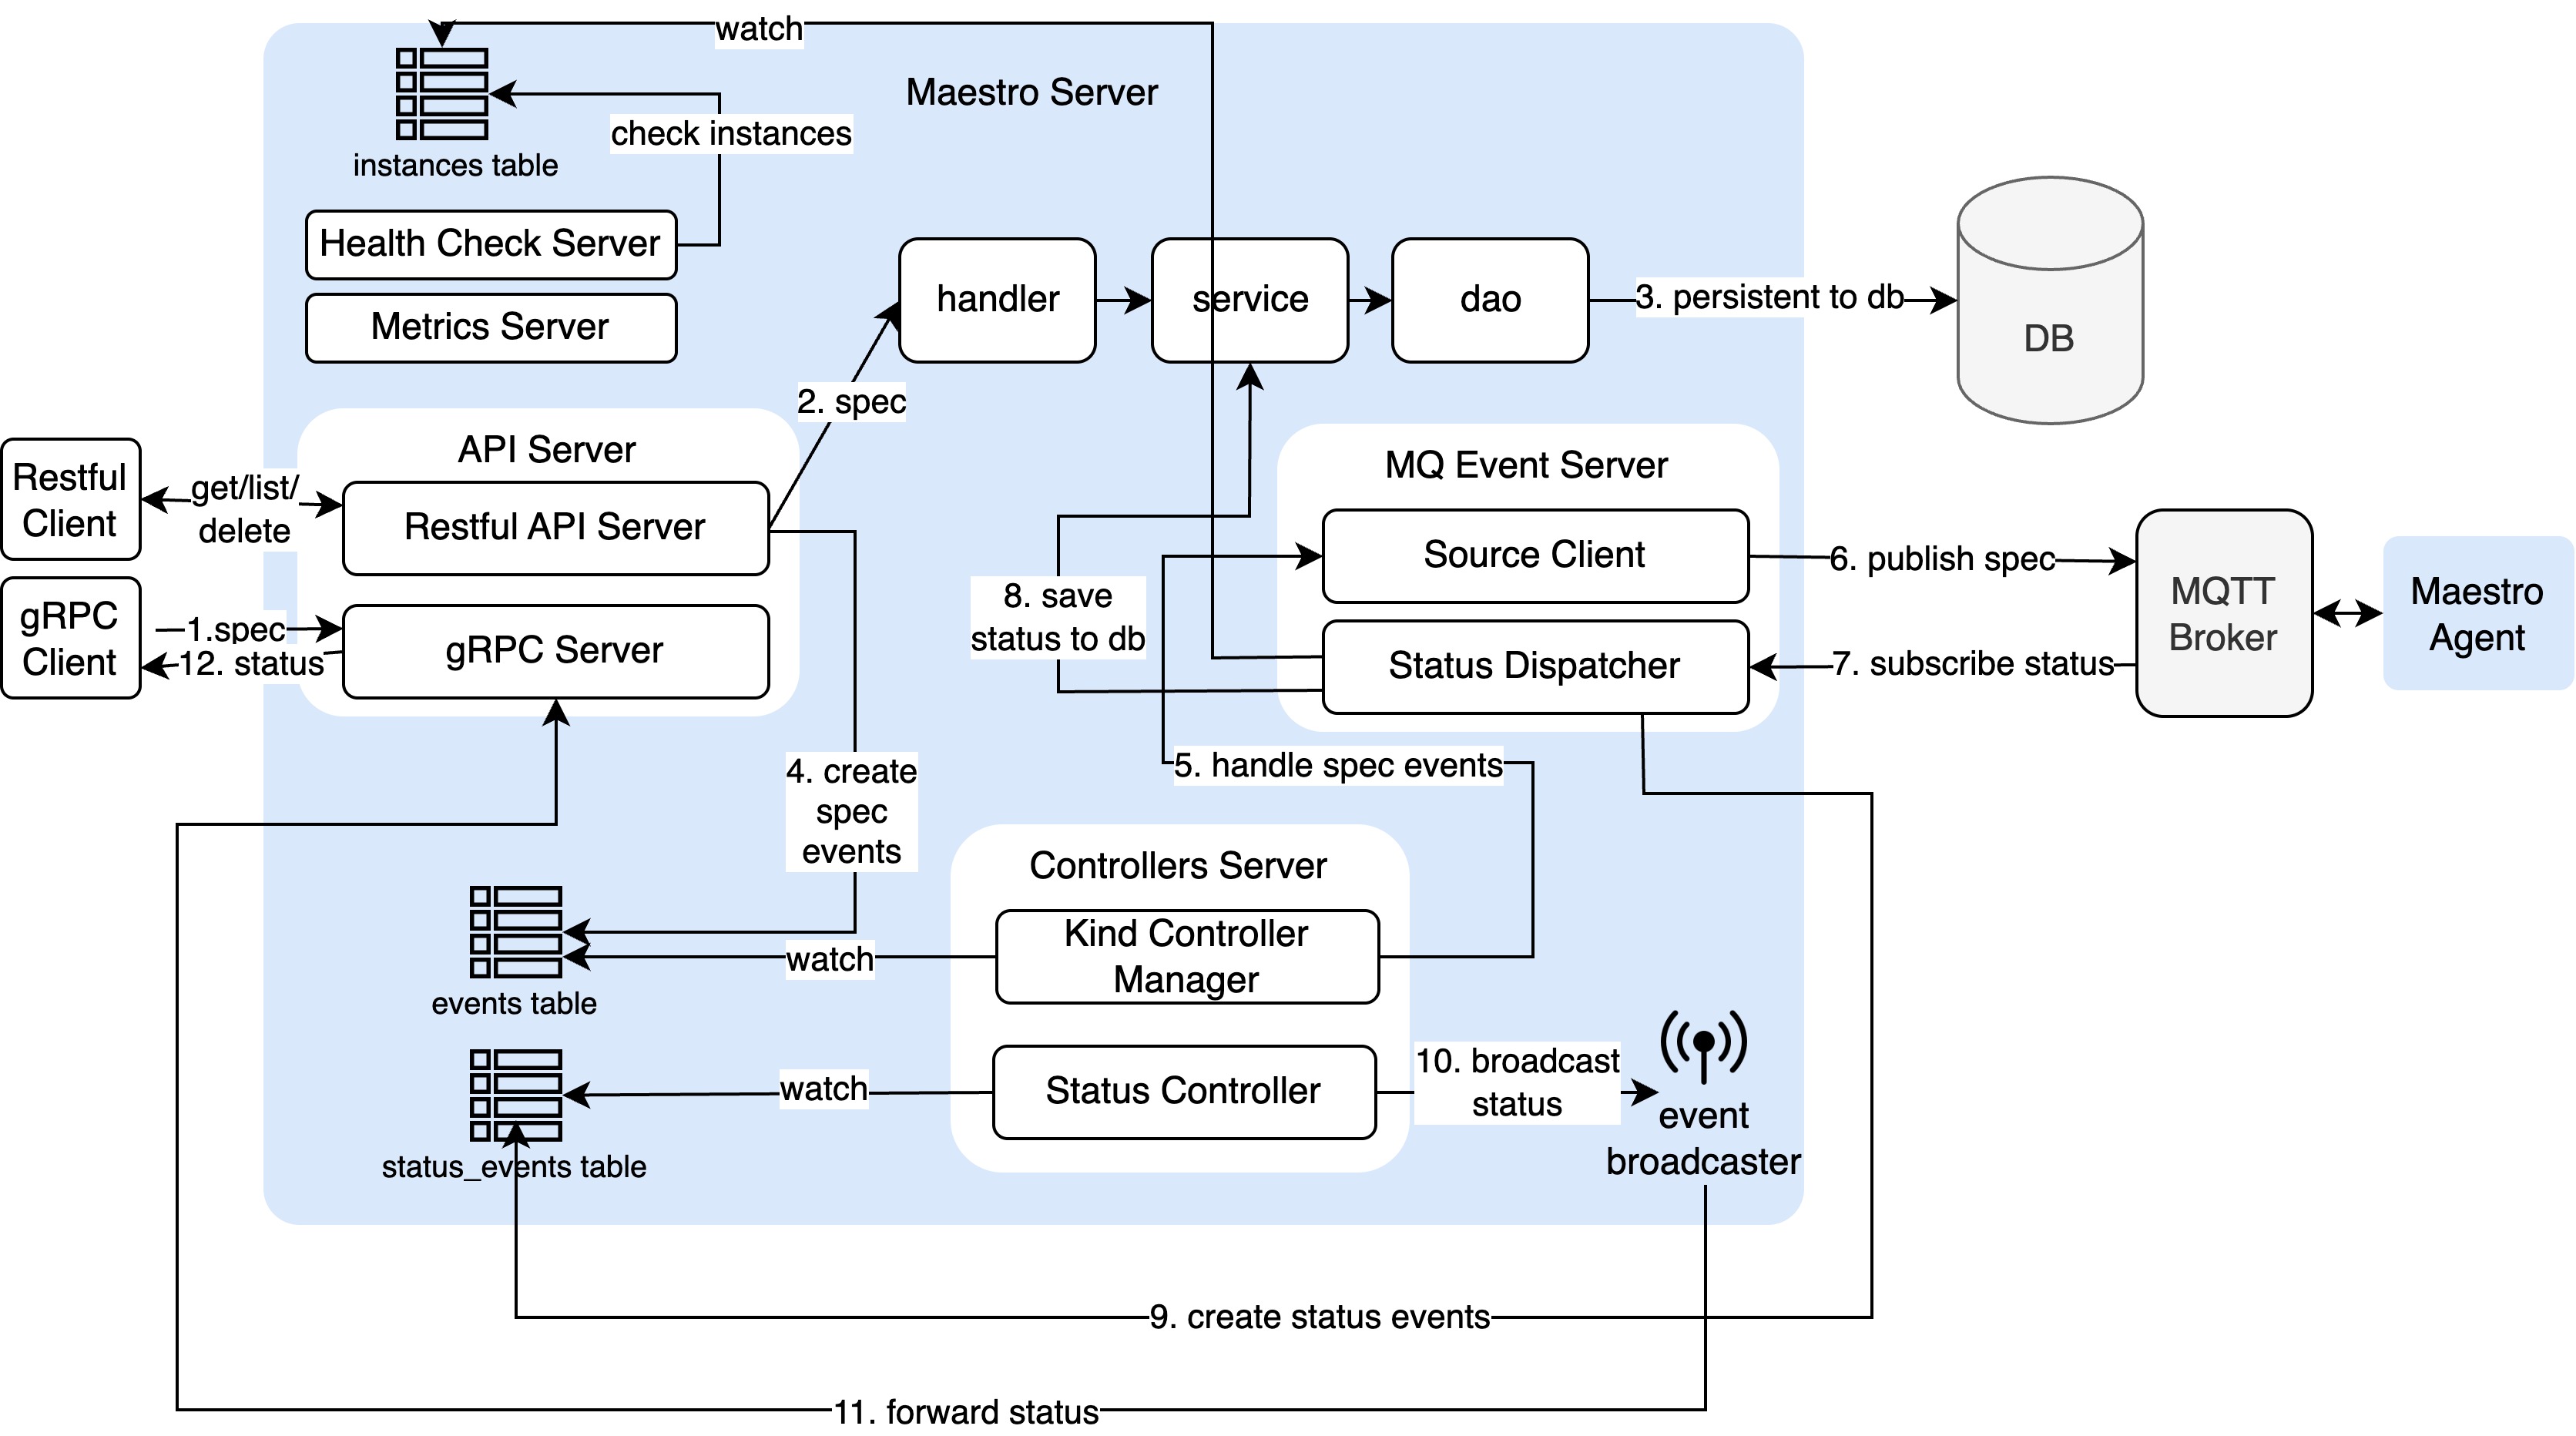 watch
Maestro Server
check instances
instances table
Health Check Server
Metrics Server
handler
service
dao
3. persistent to db
DB
2. spec
API Server
Restful
Client
get/list/
delete
Restful API Server
gRPC
Client
1.spec
12. status
gRPC Server
MQ Event Server
Source Client
Status Dispatcher
6. publish spec
7. subscribe status
MQTT
Broker
Maestro
Agent
8. save
status to db
5. handle spec events
4. create
spec
events
Controllers Server
Kind Controller
Manager
watch
events table
Status Controller
watch
status_events table
10. broadcast
status
event
broadcaster
9. create status events
11. forward status